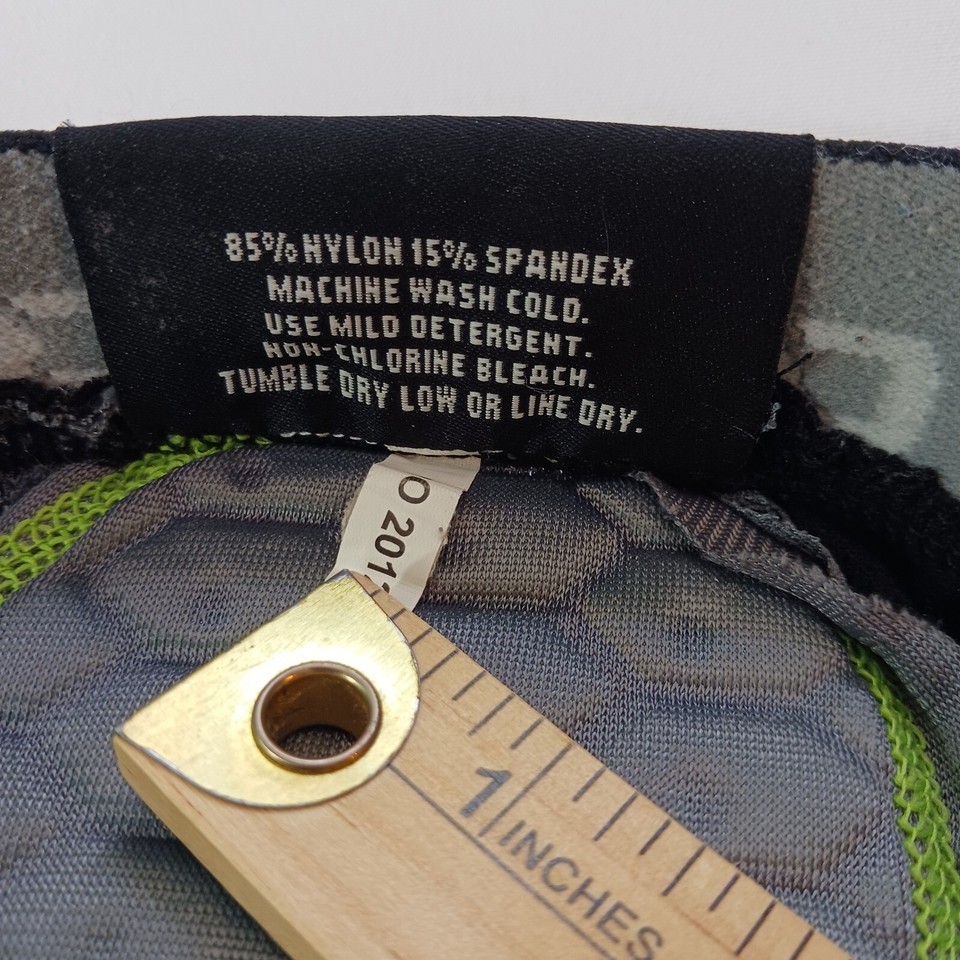 85% NYLON 15% SPANDEX
MACHINE WASH COLD.
USE MILD DETERGENT.
NON-CHLORINE BLEACH.
TUMBLE DRY LOW OR LINE DRY.
O 201
1
INCHES